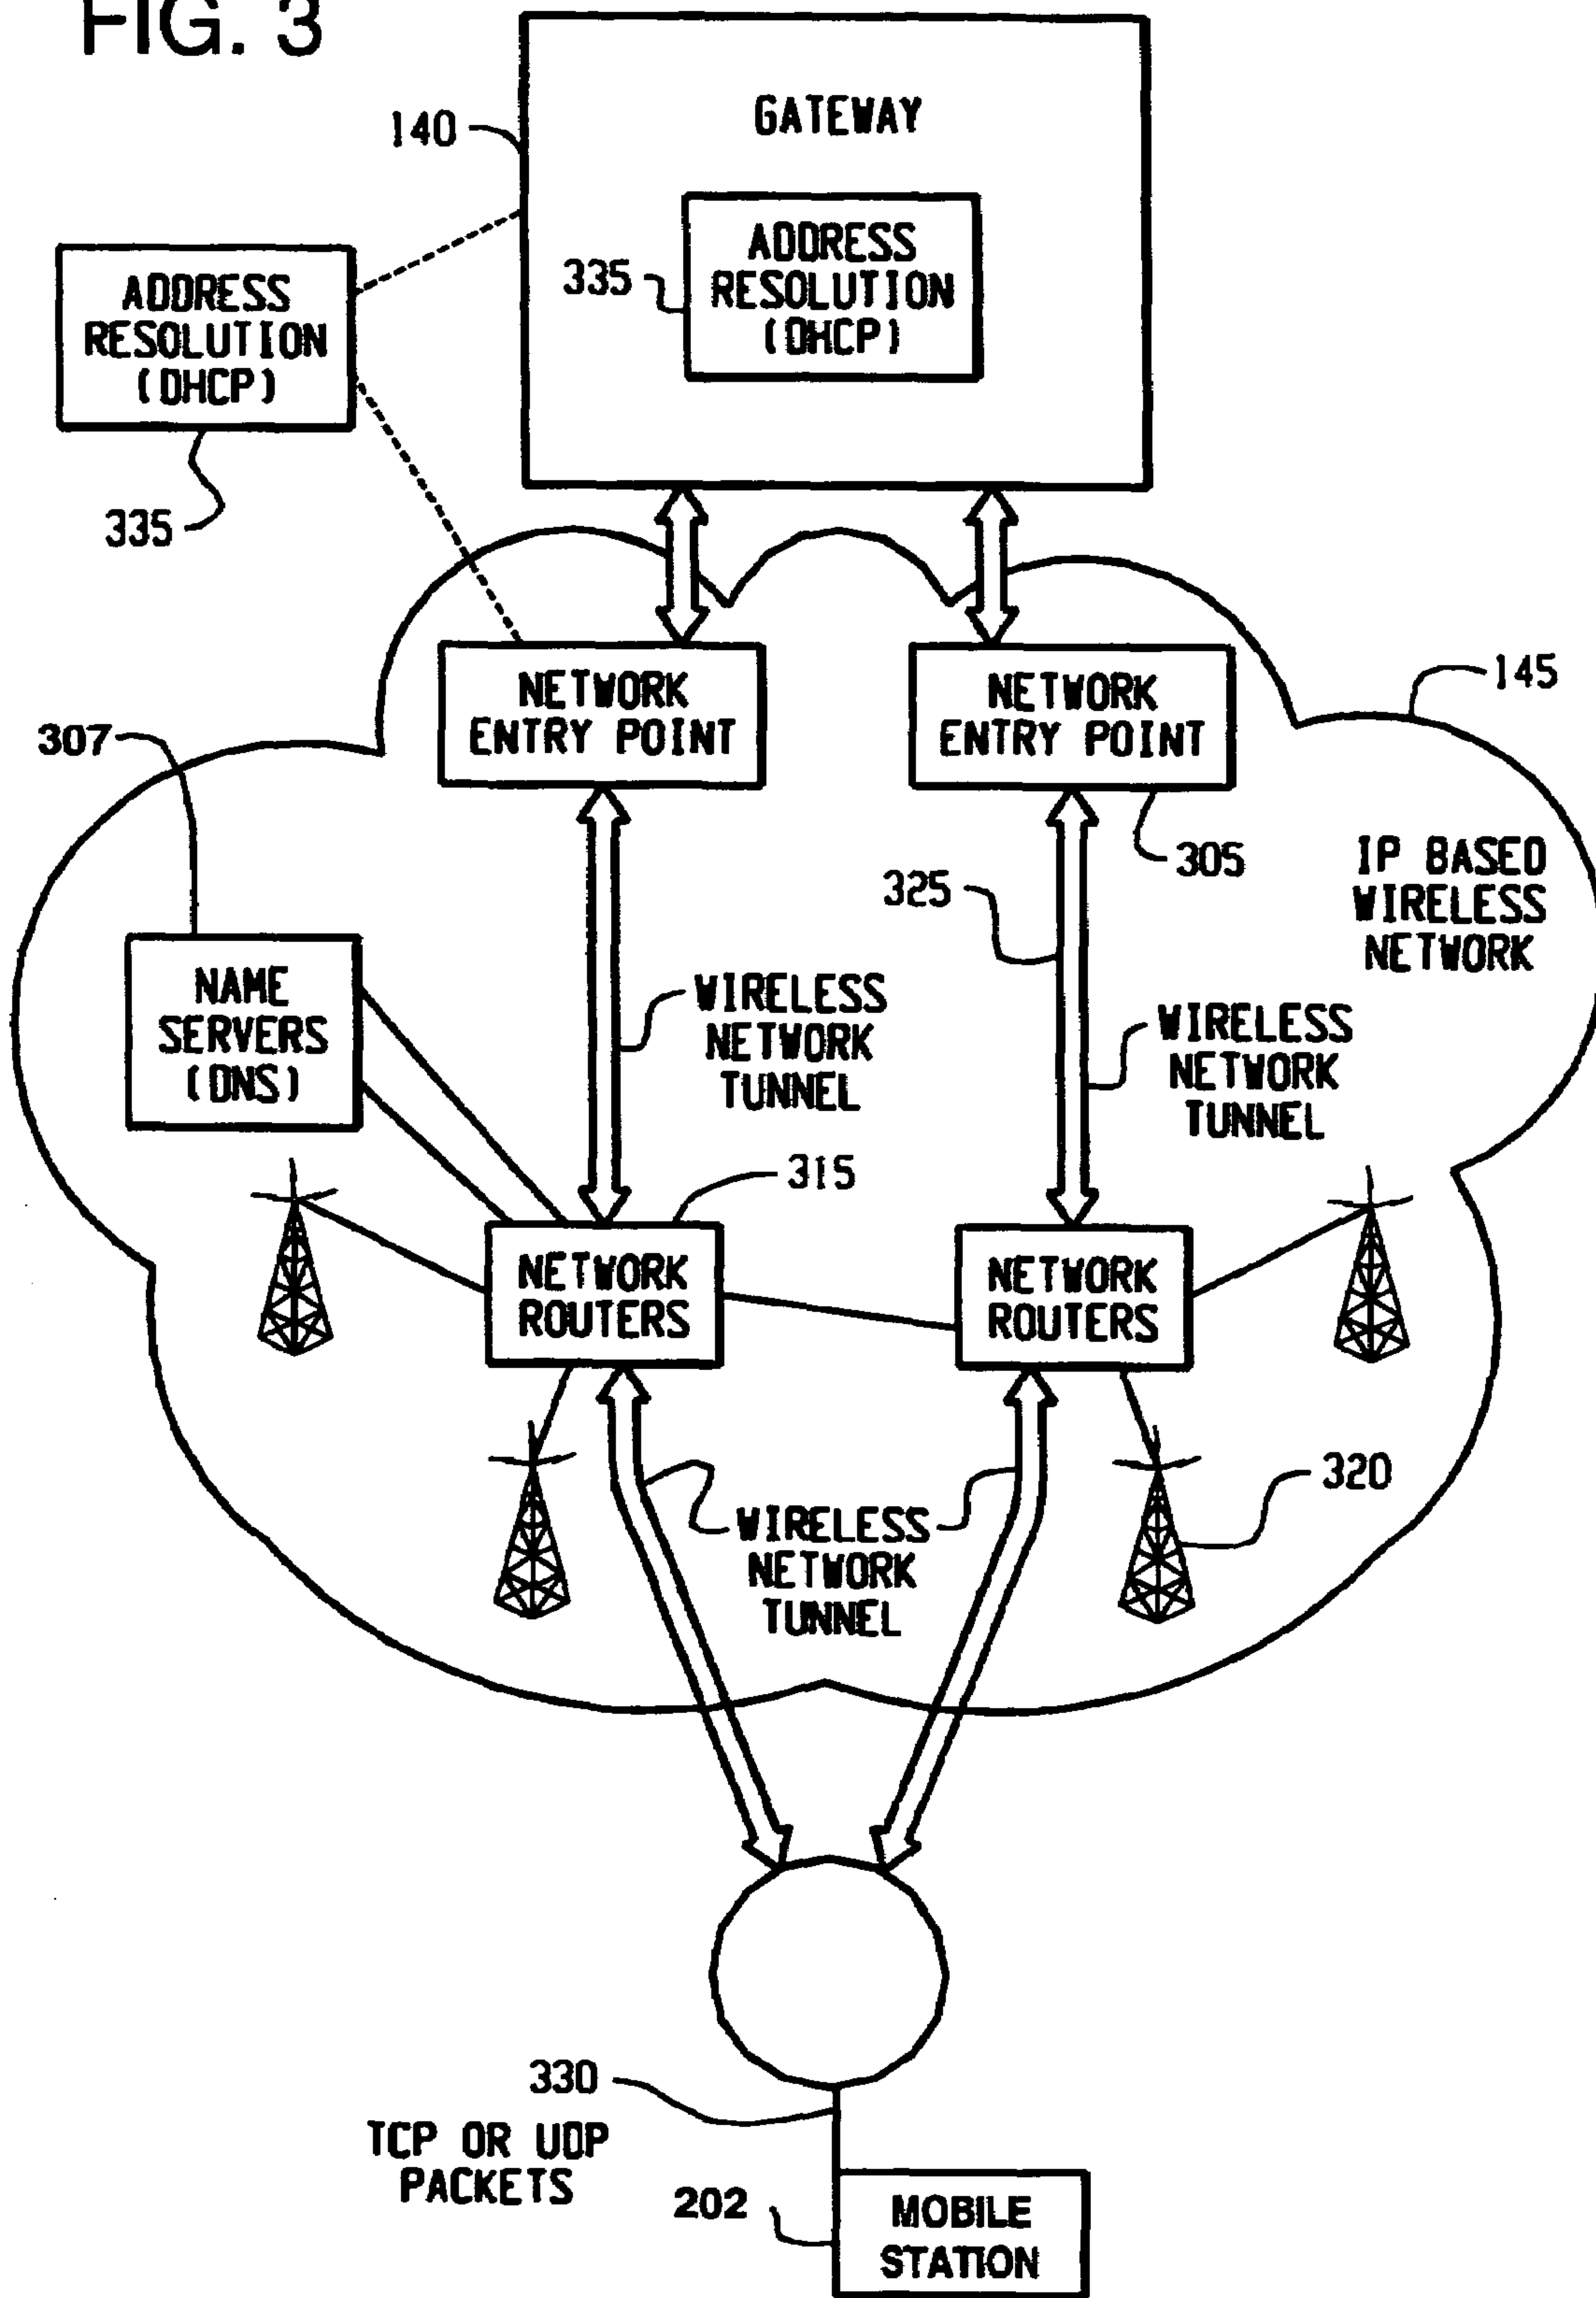 FIG. 3
GATEWAY
140
ADDRESS
RESOLUTION
(DHCP)
335
ADDRESS
RESOLUTION
(DHCP)
335
NETWORK
ENTRY POINT
NETWORK
ENTRY POINT
145
307
305
325
IP BASED
WIRELESS
NETWORK
NAME
SERVERS
(DNS)
WIRELESS
NETWORK
TUNNEL
WIRELESS
NETWORK
TUNNEL
315
NETWORK
ROUTERS
NETWORK
ROUTERS
320
WIRELESS
NETWORK
TUNNEL
330
TCP OR UDP
PACKETS
202
MOBILE
STATION